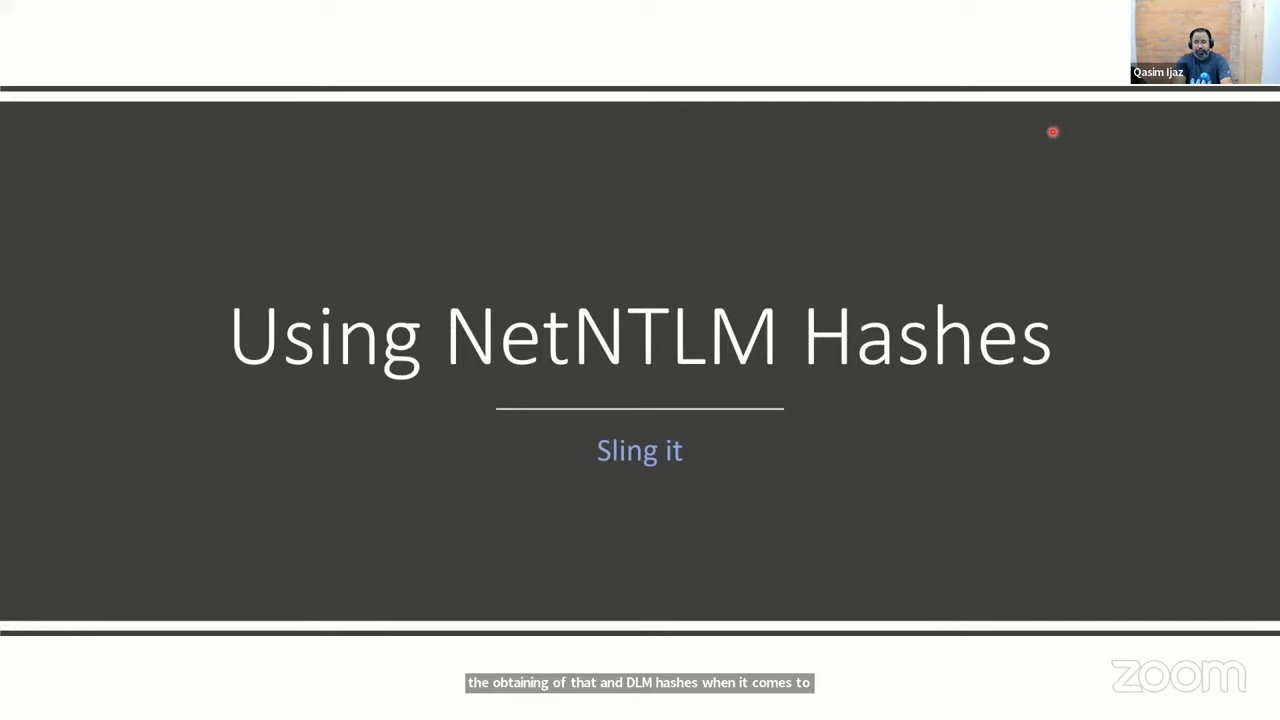 Qasim Ijaz
Using NetNTLM Hashes
Sling it
the obtaining of that and DLM hashes when it comes to
zoom